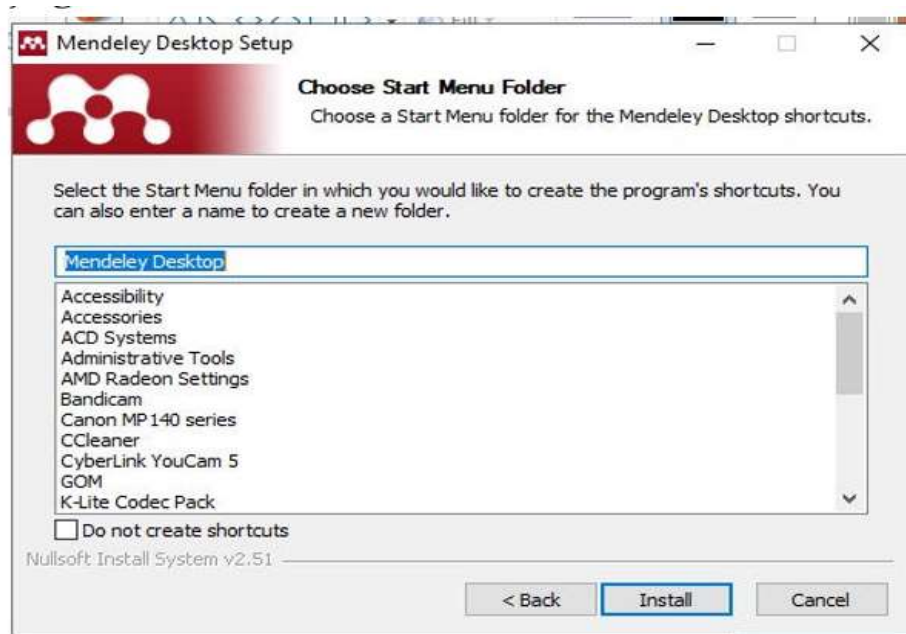 Mendeley Desktop Setup
Choose Start Menu Folder
Choose a Start Menu folder for the Mendeley Desktop shortcuts.
Select the Start Menu folder in which you would like to create the program's shortcuts. You
can also enter a name to create a new folder.
Mendeley Desktop
Accessibility
Accessories
ACD Systems
Administrative Tools
AMD Radeon Settings
Bandicam
Canon MP140 series
CCleaner
CyberLink YouCam 5
GOM
K-Lite Codec Pack
Do not create shortcuts
Nullsoft Install System v2.51
< Back Install Cancel